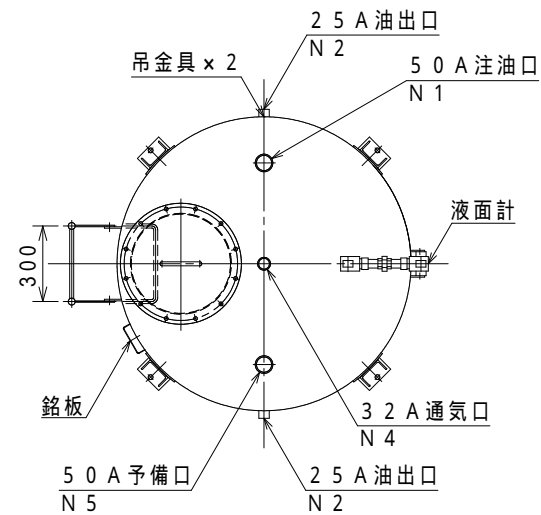 ２５Ａ油出口
Ｎ２
吊金具×２
５０Ａ注油口
Ｎ１
液面計
３００
銘板
３２Ａ通気口
Ｎ４
５０Ａ予備口
Ｎ５
２５Ａ油出口
Ｎ２